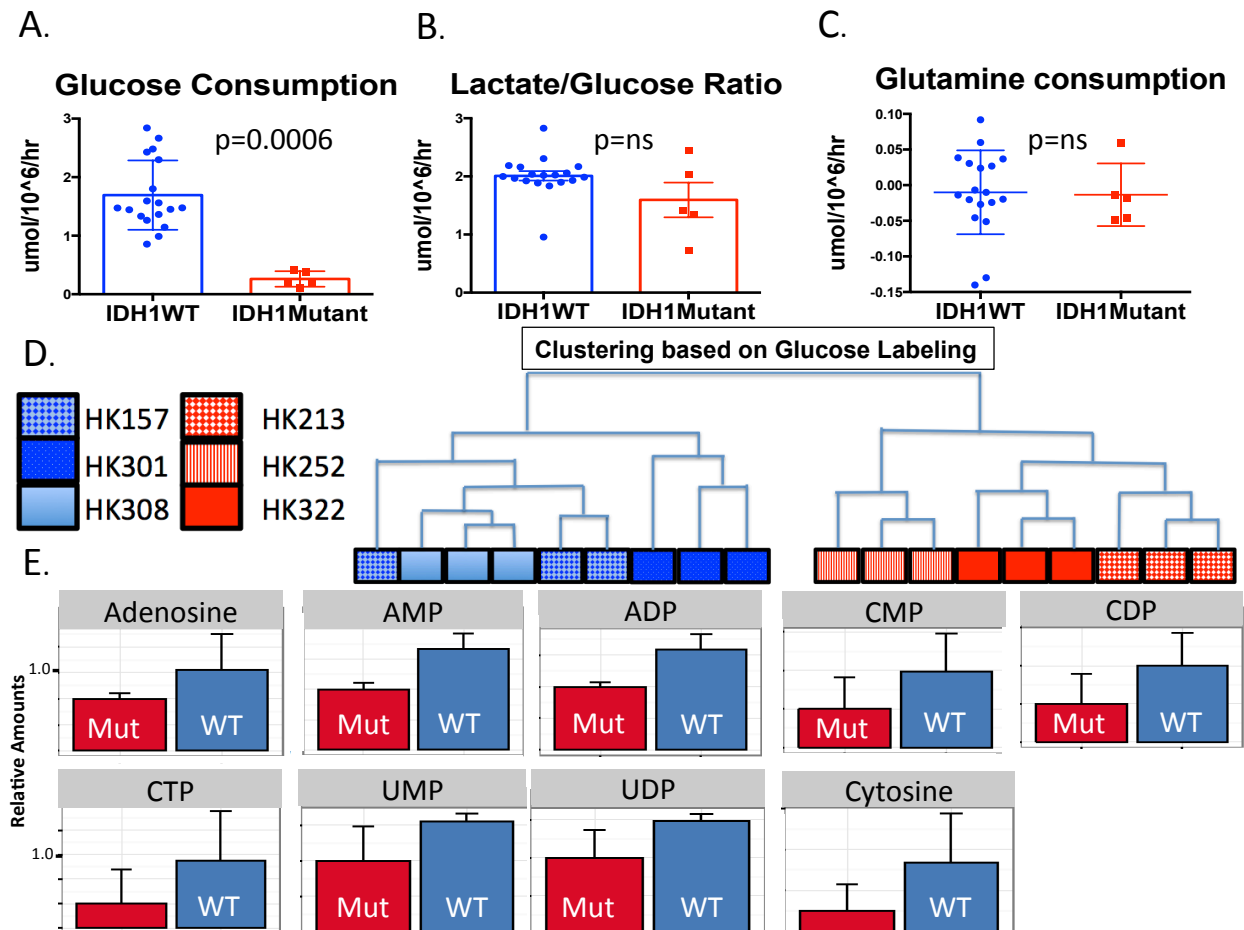 A.
B.
C.
Glucose Consumption
Lactate/Glucose Ratio
Glutamine consumption
umol/10^6/hr
3
2
1
0
p=0.0006
IDH1WT IDH1Mutant
umol/10^6/hr
3
2
1
0
p=ns
IDH1WT IDH1Mutant
umol/10^6/hr
0.10
0.05
0.00
-0.05
-0.10
-0.15
p=ns
IDH1WT IDH1Mutant
D.
Clustering based on Glucose Labeling
HK157 HK213
HK301 HK252
HK308 HK322
E.
Relative Amounts
Adenosine AMP ADP CMP CDP
1.0
Mut WT Mut WT Mut WT Mut WT Mut WT
CTP UMP UDP Cytosine
1.0
WT Mut WT Mut WT WT